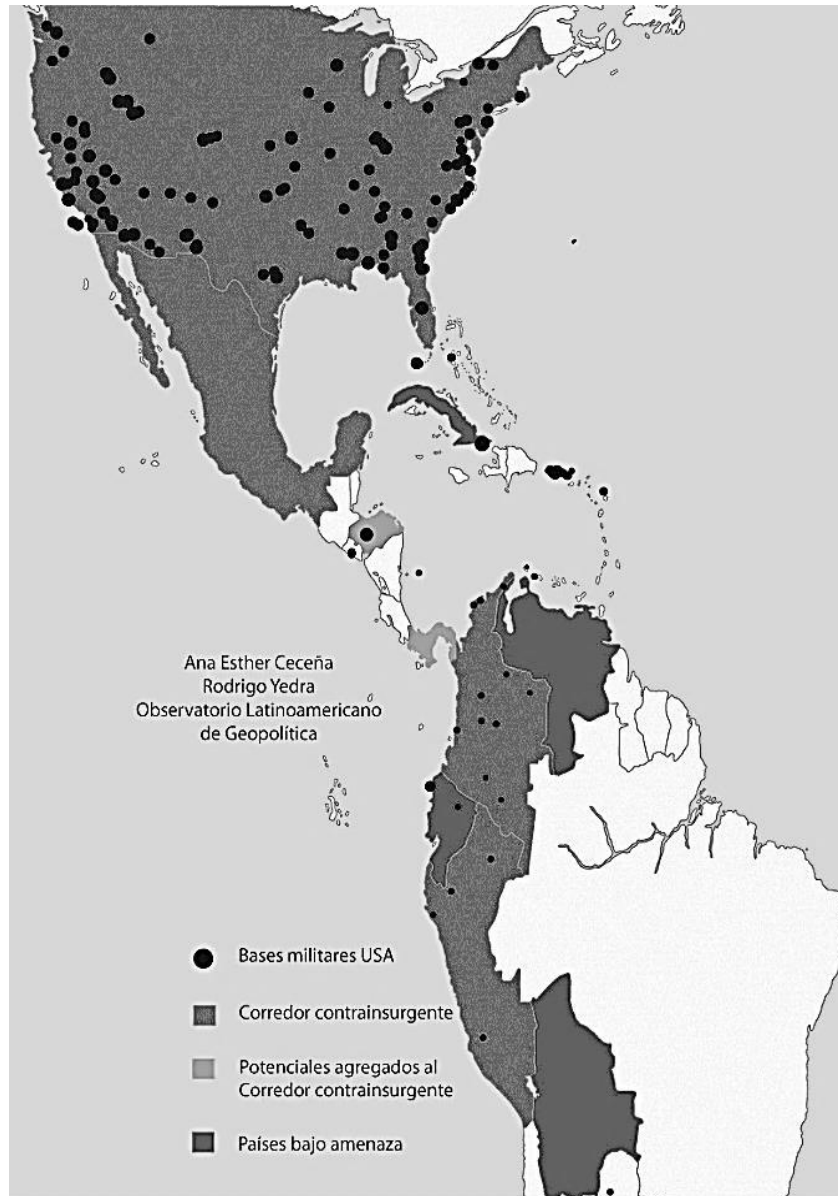 Ana Esther Ceceña
Rodrigo Yedra
Observatorio Latinoamericano
de Geopolítica
Bases militares USA
Corredor contrainsurgente
Potenciales agregados al
Corredor contrainsurgente
Países bajo amenaza